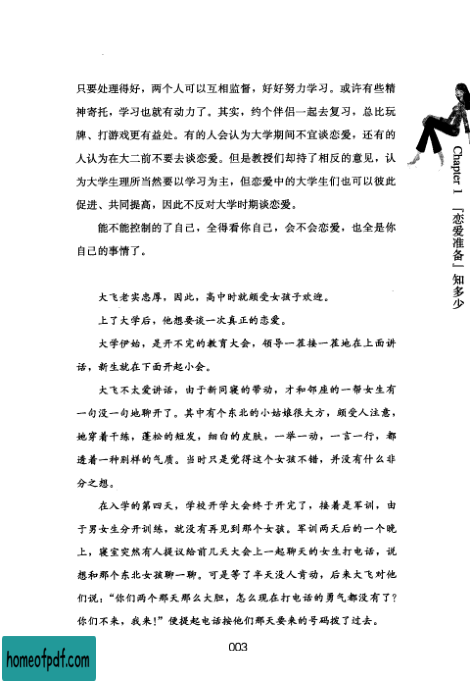 只要处理得好，两个人可以互相监督，好好努力学习。或许有些精
神寄托，学习也就有动力了。其实，约个伴侣一起去复习，总比玩
牌、打游戏更有益处。有的人会认为大学期间不宜谈恋爱，还有的
人认为在大二前不要去谈恋爱。但是教授们却持了相反的意见，认
为大学生理所当然要以学习为主，但恋爱中的大学生们也可以彼此
促进、共同提高，因此不反对大学时期谈恋爱。
能不能控制的了自己，全得看你自己，会不会恋爱，也全是你
自己的事情了。
大飞老实忠厚，因此，高中时就颇受女孩子欢迎。
上了大学后，他想要谈一次真正的恋爱。
大学伊始，是开不完的教育大会，领导一茬接一茬地在上面讲
话，新生就在下面开起小会。
大飞不太爱讲话，由于新同寝的带动，才和邻座的一帮女生有
一句没一句地聊开了。其中有个东北的小姑娘很大方，颇受人注意，
她穿着干练，蓬松的短发，细白的皮肤，一举一动，一言一行，都
透着一种别样的气质。当时只是觉得这个女孩不错，并没有什么非
分之想。
在入学的第四天，学校开学大会终于开完了，接着是军训，由
于男女生分开训练，就没有再见到那个女孩。军训两天后的一个晚
上，寝室突然有人提议给前几天大会上一起聊天的女生打电话，说
想和那个东北女孩聊一聊。可是等了半天没人肯动，后来大飞对他
们说：“你们两个那天那么大胆，怎么现在打电话的勇气都没有了？
你们不来，我来！”便提起电话按他们那天要来的号码拨了过去。
Chapter 1 「恋爱准备」知多少
003
homeofpdf.com